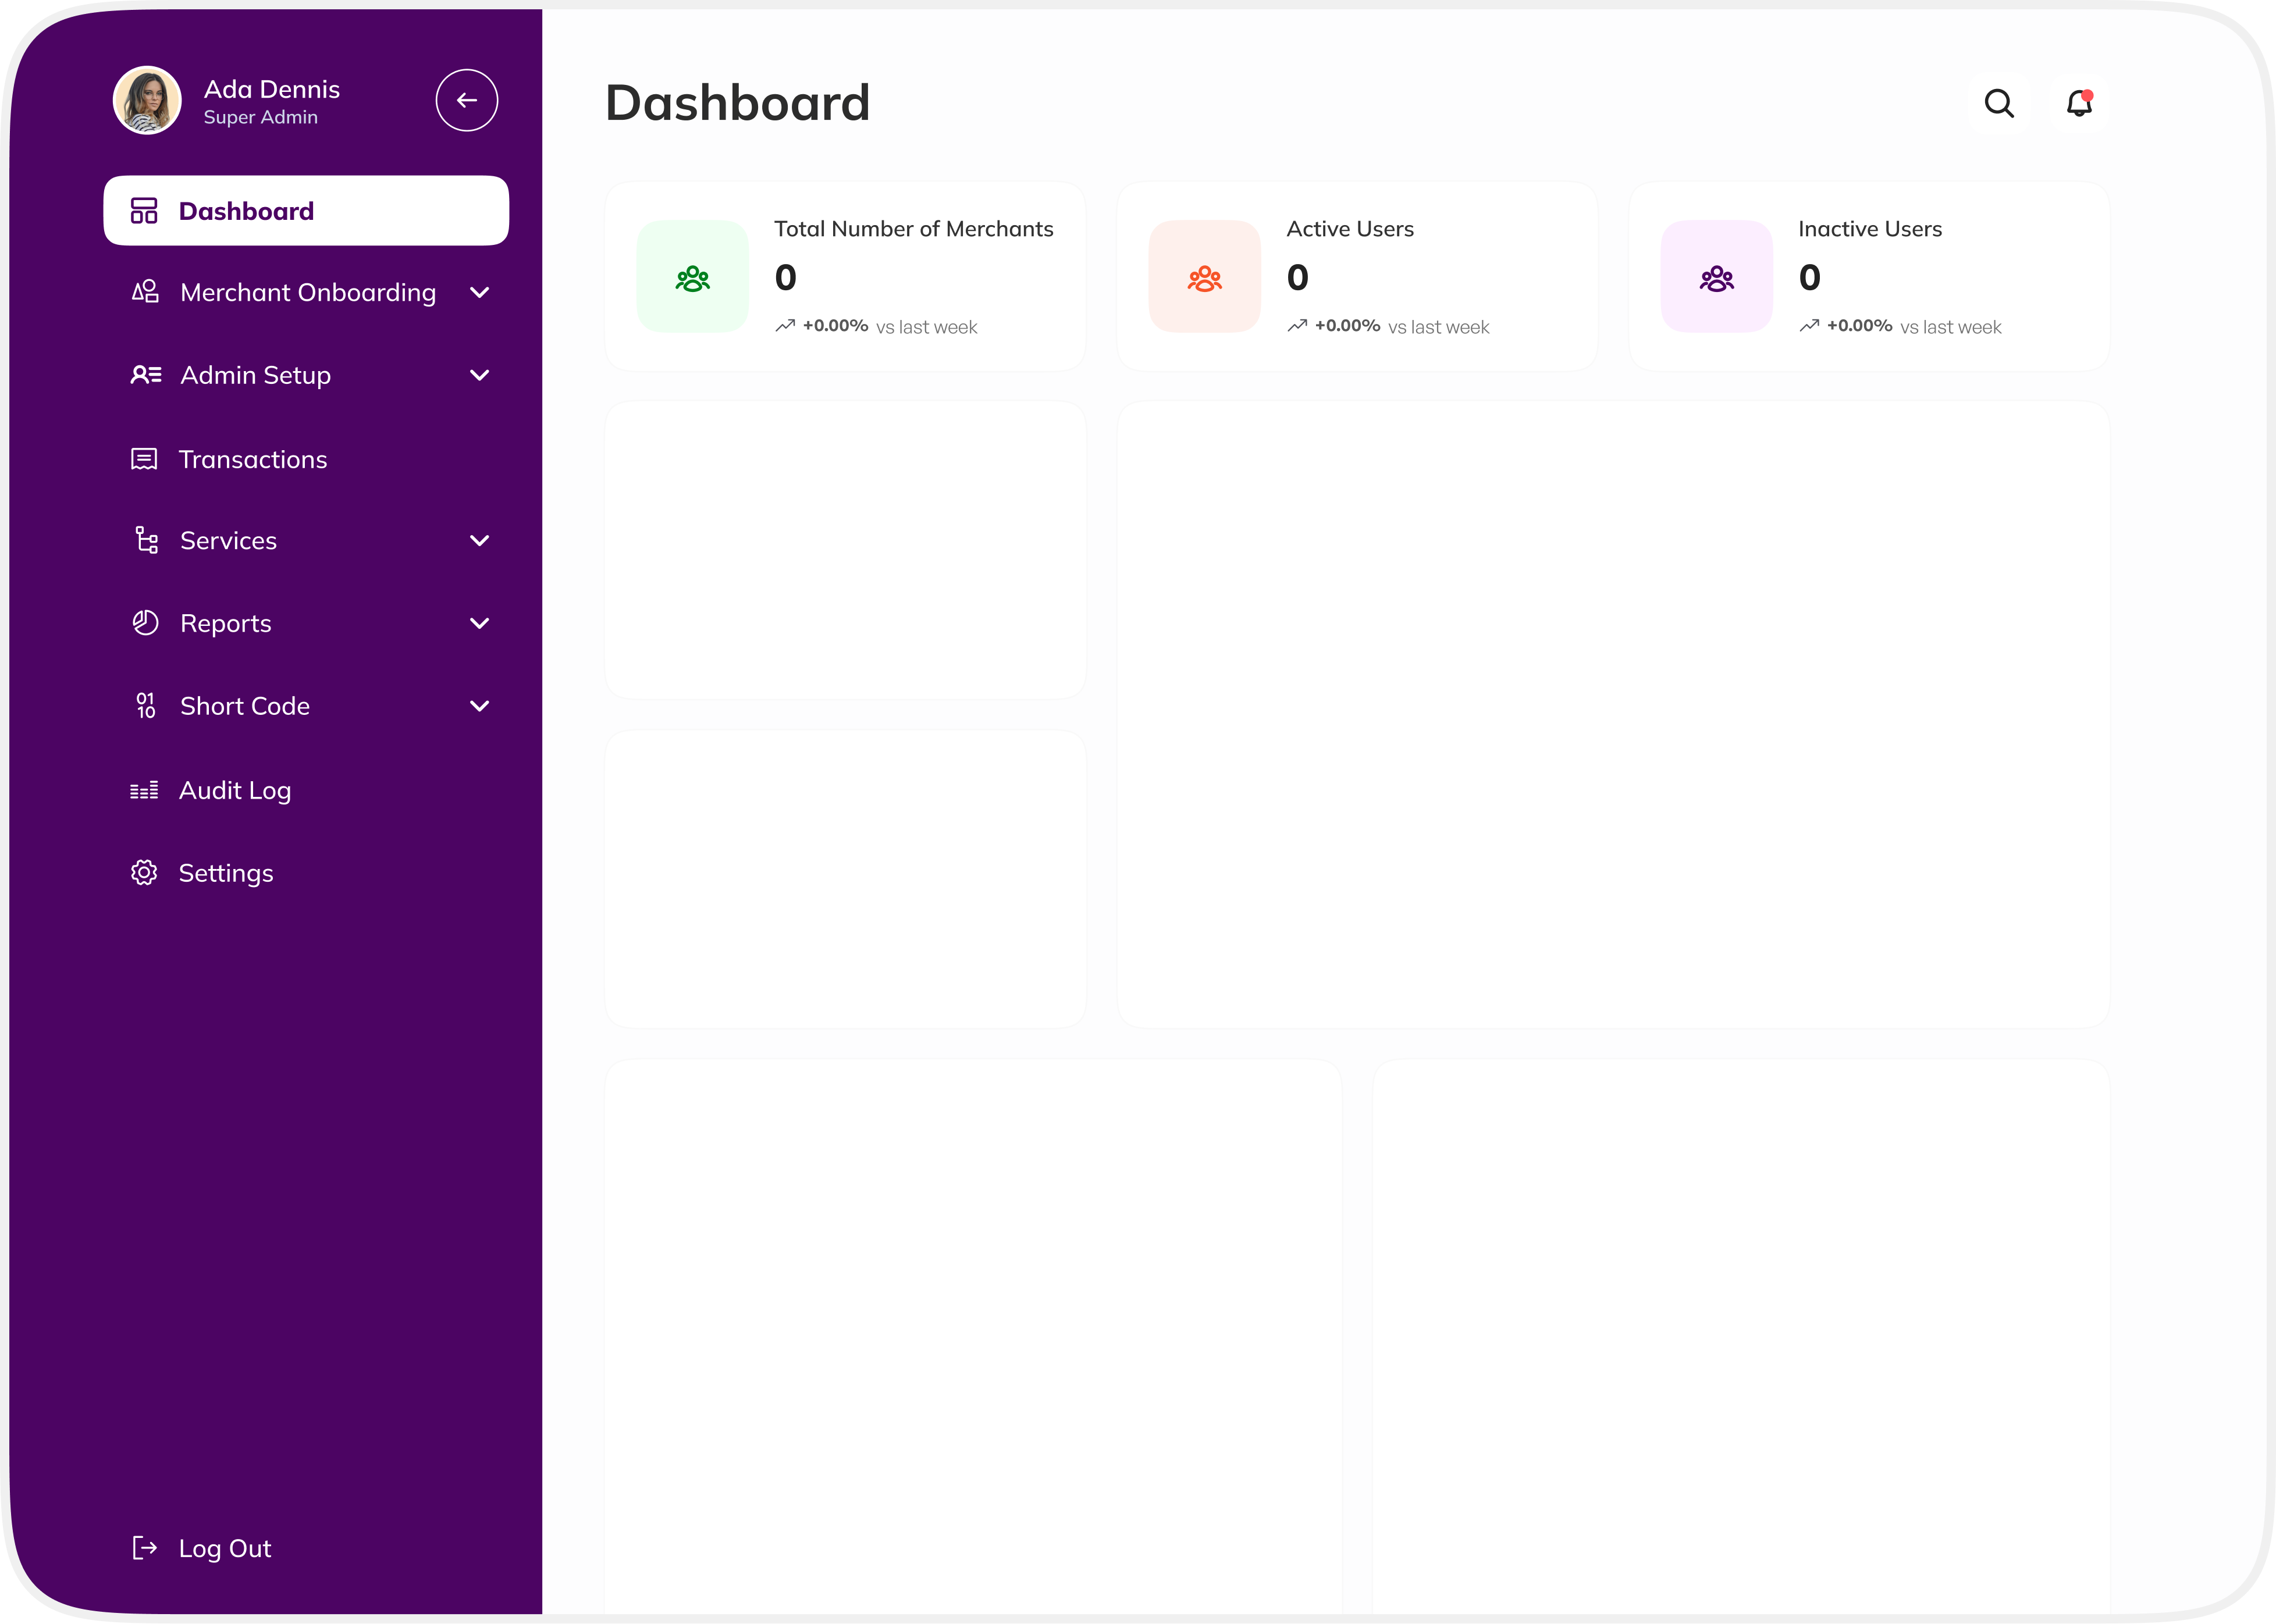 Ada Dennis
Super Admin
Dashboard
Merchant Onboarding
Admin Setup
Transactions
Services
Reports
01
10
Short Code
Audit Log
Settings
Log Out
Dashboard
Total Number of Merchants
0
+0.00% vs last week
Active Users
0
+0.00% vs last week
Inactive Users
0
+0.00% vs last week